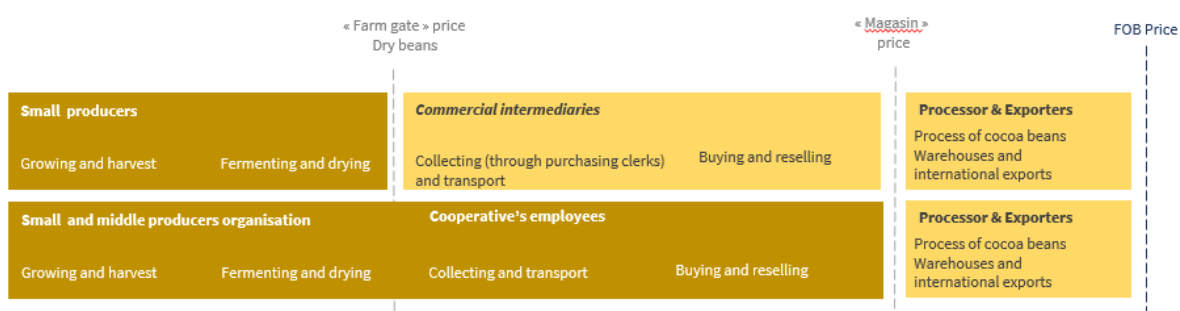 « Farm gate » price
Dry beans
« Magasin »
price
FOB Price
Small producers
Growing and harvest
Fermenting and drying
Commercial intermediaries
Collecting (through purchasing clerks)
and transport
Buying and reselling
Processor & Exporters
Process of cocoa beans
Warehouses and
international exports
Small and middle producers organisation
Growing and harvest
Fermenting and drying
Cooperative's employees
Collecting and transport
Buying and reselling
Processor & Exporters
Process of cocoa beans
Warehouses and
international exports